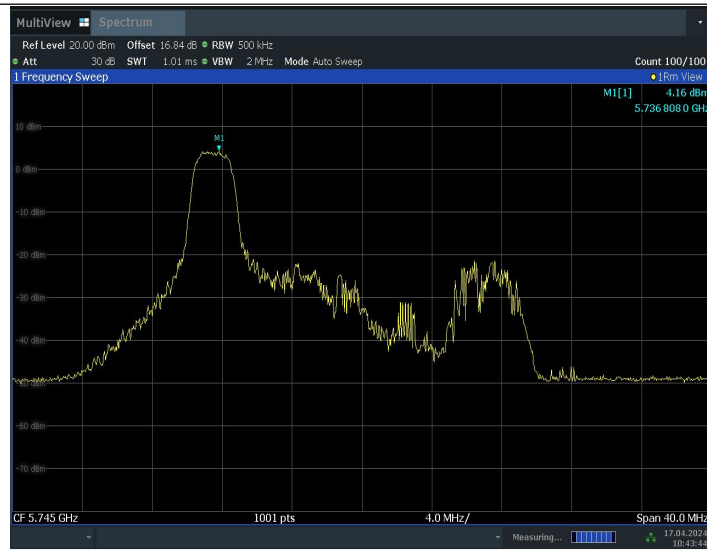 MultiView Spectrum
Ref Level 20.00 dBm Offset 16.84 dB RBW 500 kHz
Att 30 dB SWT 1.01 ms VBW 2 MHz Mode Auto Sweep Count 100/100
1 Frequency Sweep 1Rm View
M1[1] 4.16 dBm
5.736 808 0 GHz
10 dBm
M1
0 dBm
-10 dBm
-20 dBm
-30 dBm
-40 dBm
-50 dBm
-60 dBm
-70 dBm
CF 5.745 GHz 1001 pts 4.0 MHz/ Span 40.0 MHz
Measuring... 17.04.2024
10:43:44